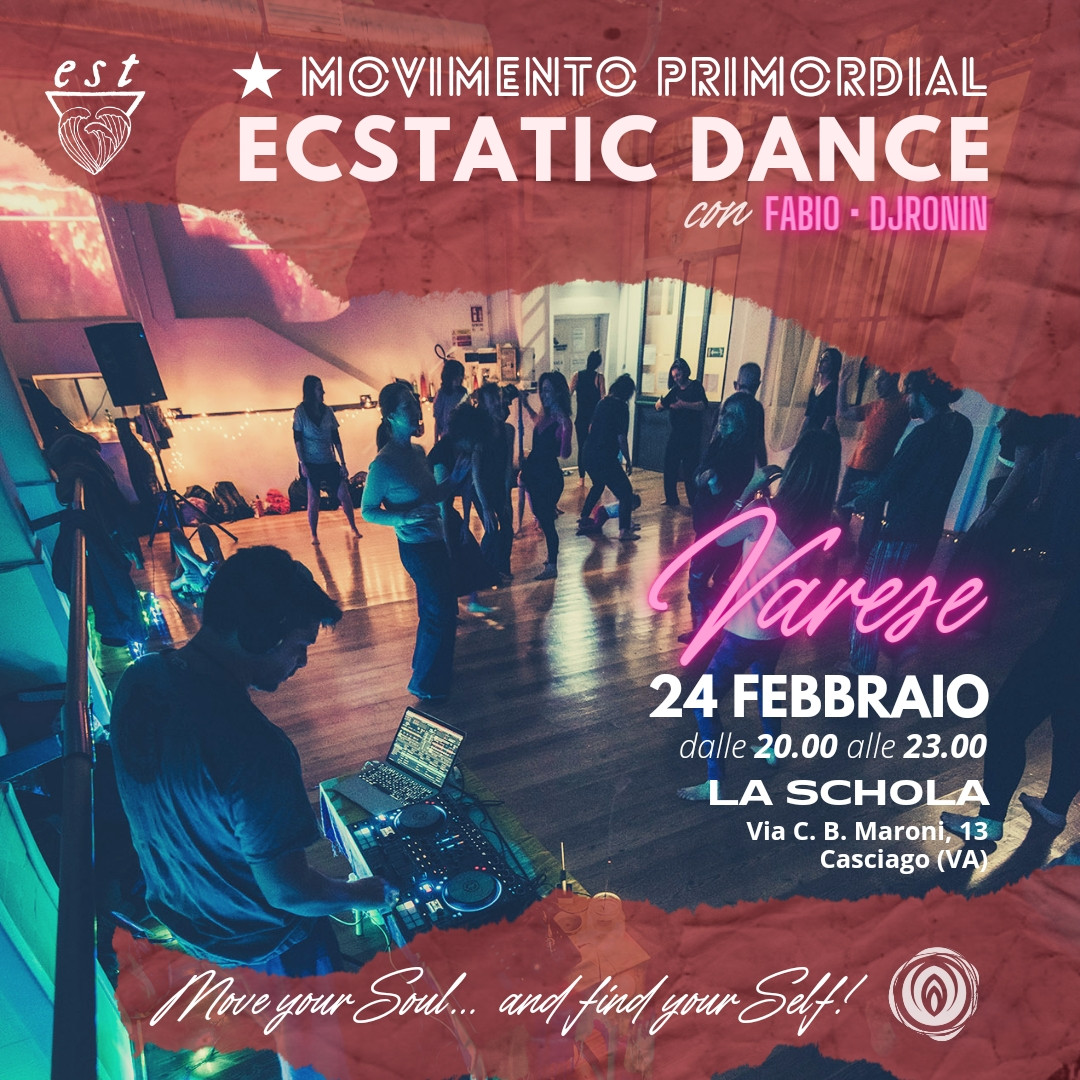 est
★ MOVIMENTO PRIMORDIAL
ECSTATIC DANCE
con FABIO · DJRONIN
Varese
24 FEBBRAIO
dalle 20.00 alle 23.00
LA SCHOLA
Via C. B. Maroni, 13
Casciago (VA)
Move your Soul... and find your Self!